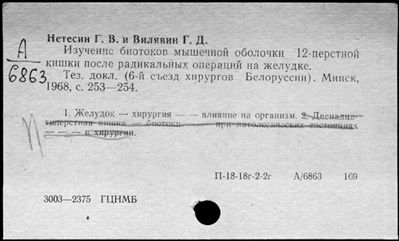 Нетесин Г. В. и Вилявин Г. Д.
А
6863
Изучение биотоков мышечной оболочки 12-перстной
кишки после радикальных операций на желудке.
Тез. докл. (6-й съезд хирургов Белоруссии). Минск,
1968, с. 253—254.
1. Желудок — хирургия — — влияние на организм. 2. Двенадца-
типерстная кишка — биотоки — при патологических состояниях
— — — в хирургии.
П-18-18г-2-2г А/6863 169
3003—2375 ГЦНМБ